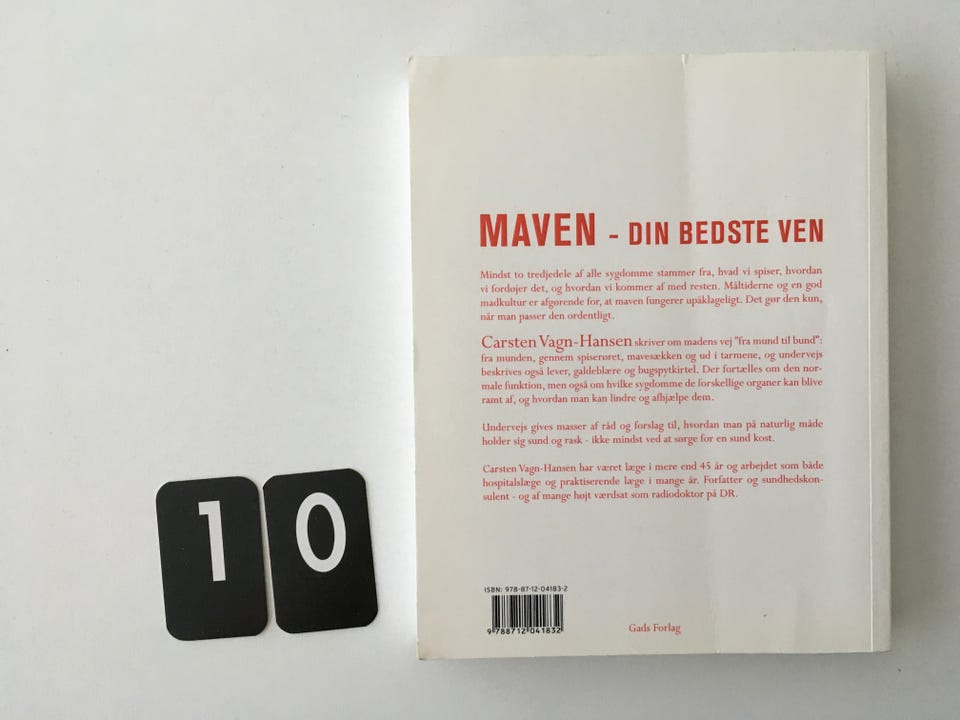 MAVEN - DIN BEDSTE VEN
Mindst to tredjedele af alle sygdomme stammer fra, hvad vi spiser, hvordan
vi fordøjer det, og hvordan vi kommer af med resten. Måltiderne og en god
madkultur er afgørende for, at maven fungerer upåklageligt. Det gør den kun,
når man passer den ordentligt.
Carsten Vagn-Hansen skriver om madens vej "fra mund til bund":
fra munden, gennem spiserøret, mavesækken og ud i tarmene, og undervejs
beskrives også lever, galdeblære og bugspytkirtel. Der fortælles om den nor-
male funktion, men også om hvilke sygdomme de forskellige organer kan blive
ramt af, og hvordan man kan lindre og afhjælpe dem.
Undervejs gives masser af råd og forslag til, hvordan man på naturlig måde
holder sig sund og rask - ikke mindst ved at sørge for en sund kost.
Carsten Vagn-Hansen har været læge i mere end 45 år og arbejdet som både
hospitalslæge og praktiserende læge i mange år. Forfatter og sundhedskon-
sulent - og af mange højt værdsat som radiodoktor på DR.
10
ISBN: 978-87-12-04183-2
9 788712 041832
Gads Forlag